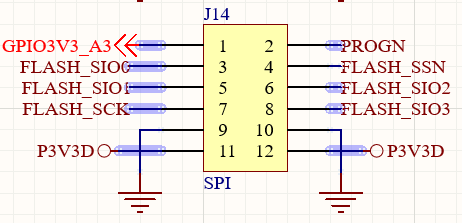 J14
GPIO3V3_A3 1 2 PROGN
FLASH_SIO0 3 4 FLASH_SSN
FLASH_SIO1 5 6 FLASH_SIO2
FLASH_SCK 7 8 FLASH_SIO3
9 10
P3V3D 11 12 P3V3D
SPI